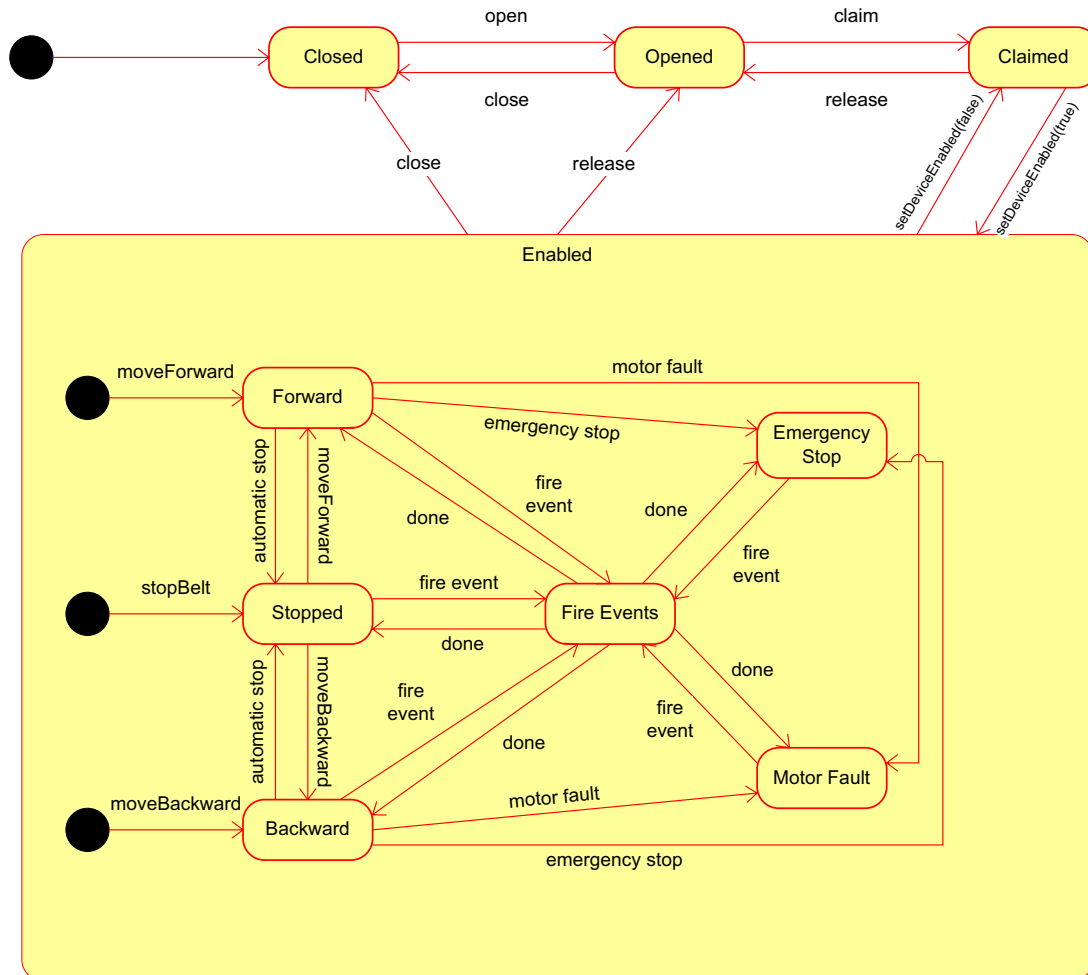 open
claim
Closed
Opened
Claimed
close
release
close
release
setDeviceEnabled(false)
setDeviceEnabled(true)
Enabled
moveForward
motor fault
Forward
emergency stop
Emergency
Stop
automatic stop
moveForward
fire
event
done
done
fire
event
stopBelt
fire event
Stopped
Fire Events
done
done
automatic stop
moveBackward
fire
event
fire
event
done
moveBackward
motor fault
Motor Fault
Backward
emergency stop